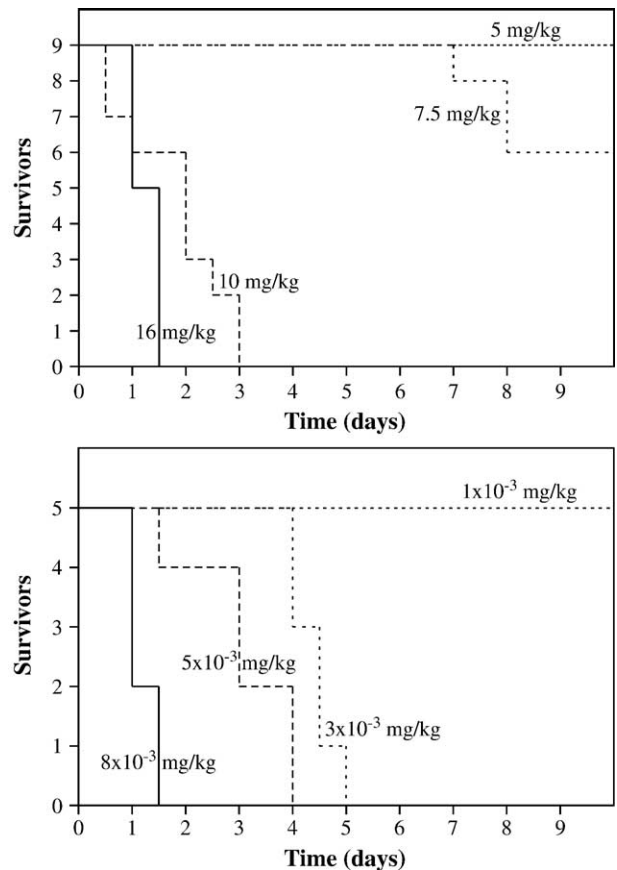 5 mg/kg
9
8
7.5 mg/kg
7
6
5
Survivors
4
3
10 mg/kg
2
16 mg/kg
1
0
0 1 2 3 4 5 6 7 8 9
Time (days)
1x10⁻³ mg/kg
5
4
3
Survivors
5x10⁻³ mg/kg
2
3x10⁻³ mg/kg
1
8x10⁻³ mg/kg
0
0 1 2 3 4 5 6 7 8 9
Time (days)